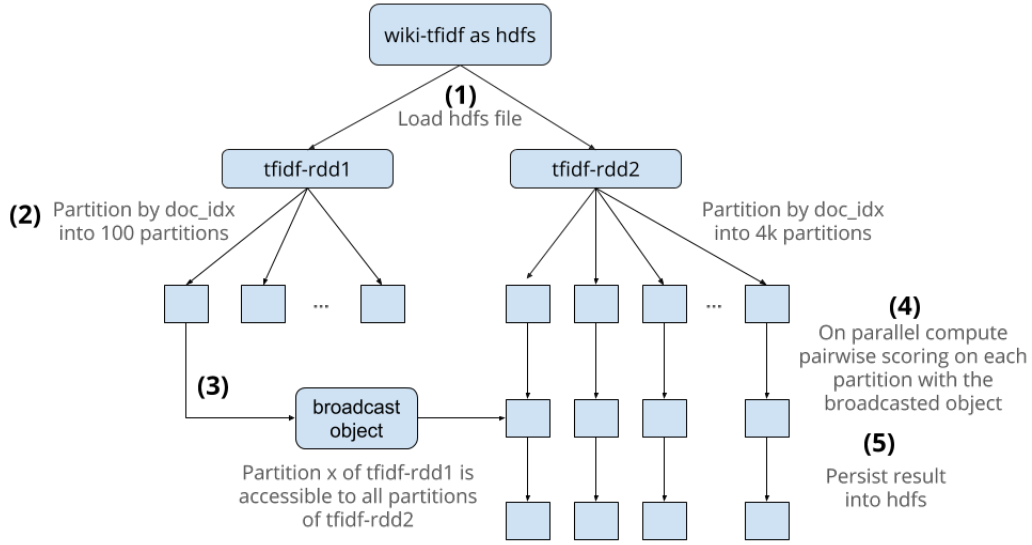 wiki-tfidf as hdfs
(1)
Load hdfs file
tfidf-rdd1
tfidf-rdd2
(2)
Partition by doc_idx
into 100 partitions
Partition by doc_idx
into 4k partitions
...
...
(4)
On parallel compute
pairwise scoring on each
partition with the
broadcasted object
(3)
broadcast
object
Partition x of tfidf-rdd1 is
accessible to all partitions
of tfidf-rdd2
(5)
Persist result
into hdfs